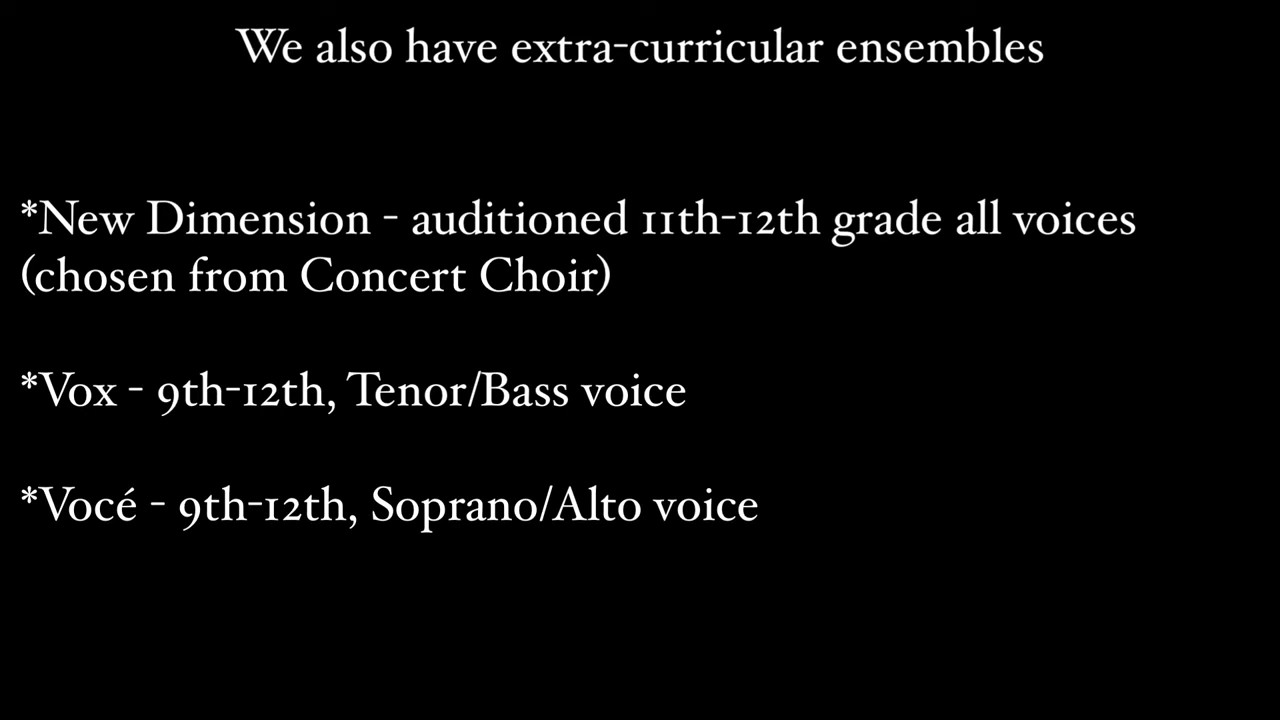 We also have extra-curricular ensembles
*New Dimension - auditioned 11th-12th grade all voices
(chosen from Concert Choir)
*Vox - 9th-12th, Tenor/Bass voice
*Vocé - 9th-12th, Soprano/Alto voice